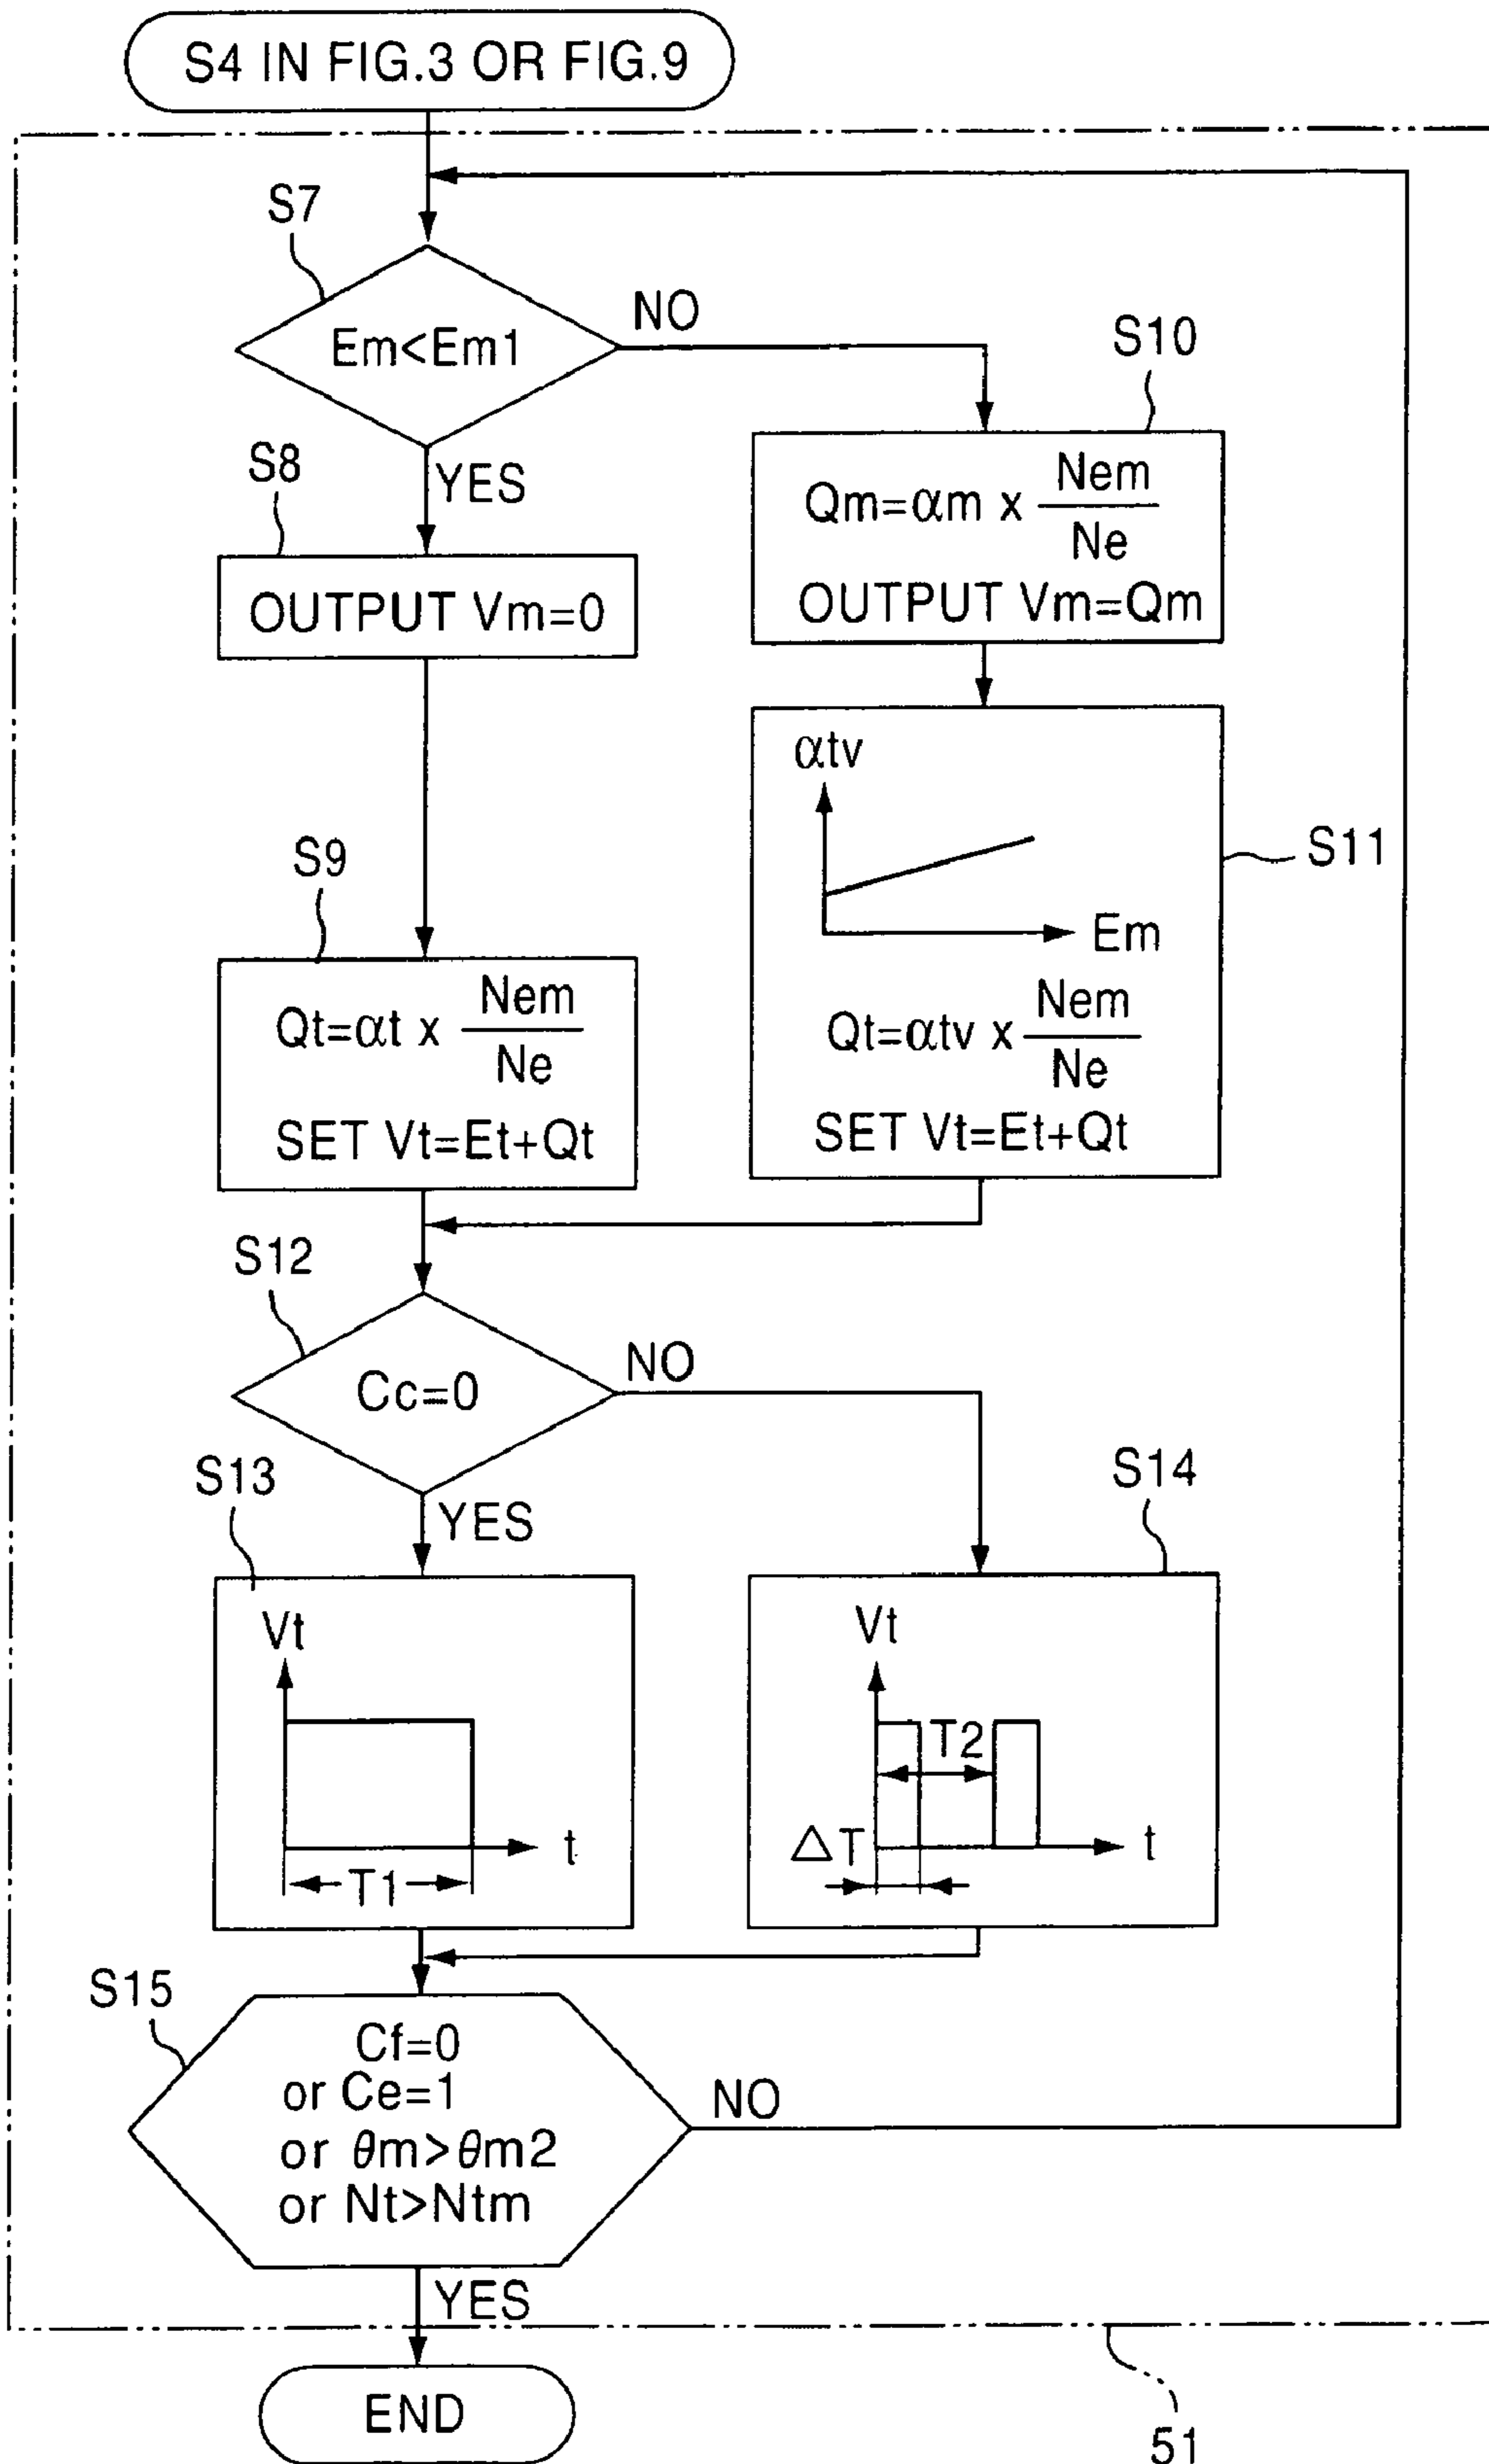 S4 IN FIG.3 OR FIG.9
S7
Em<Em1
NO
YES
S8
OUTPUT Vm=0
S10
Qm=αm x Nem
Ne
OUTPUT Vm=Qm
S9
Qt=αt x Nem
Ne
SET Vt=Et+Qt
S11
αtv
Em
Qt=αtv x Nem
Ne
SET Vt=Et+Qt
S12
Cc=0
NO
YES
S13
Vt
t
T1
S14
Vt
T2
△T
t
S15
Cf=0
or Ce=1
or θm>θm2
or Nt>Ntm
NO
YES
END
51